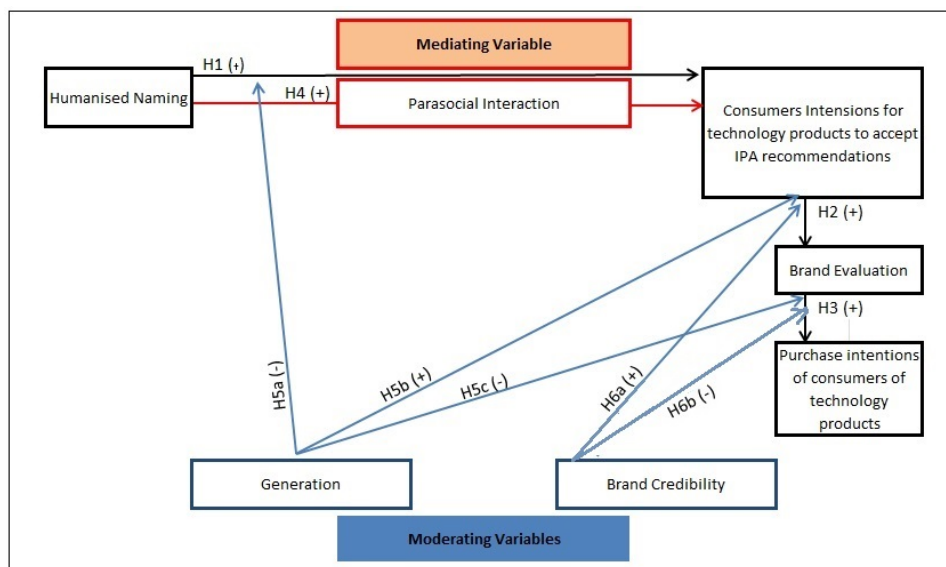 Mediating Variable
H1 (+)
Humanised Naming
H4 (+)
Parasocial Interaction
Consumers Intensions for
technology products to accept
IPA recommendations
H2 (+)
Brand Evaluation
H3 (+)
Purchase intentions
of consumers of
technology
products
H5a (-)
H5b (+)
H5c (-)
H6a (+)
H6b (-)
Generation
Brand Credibility
Moderating Variables